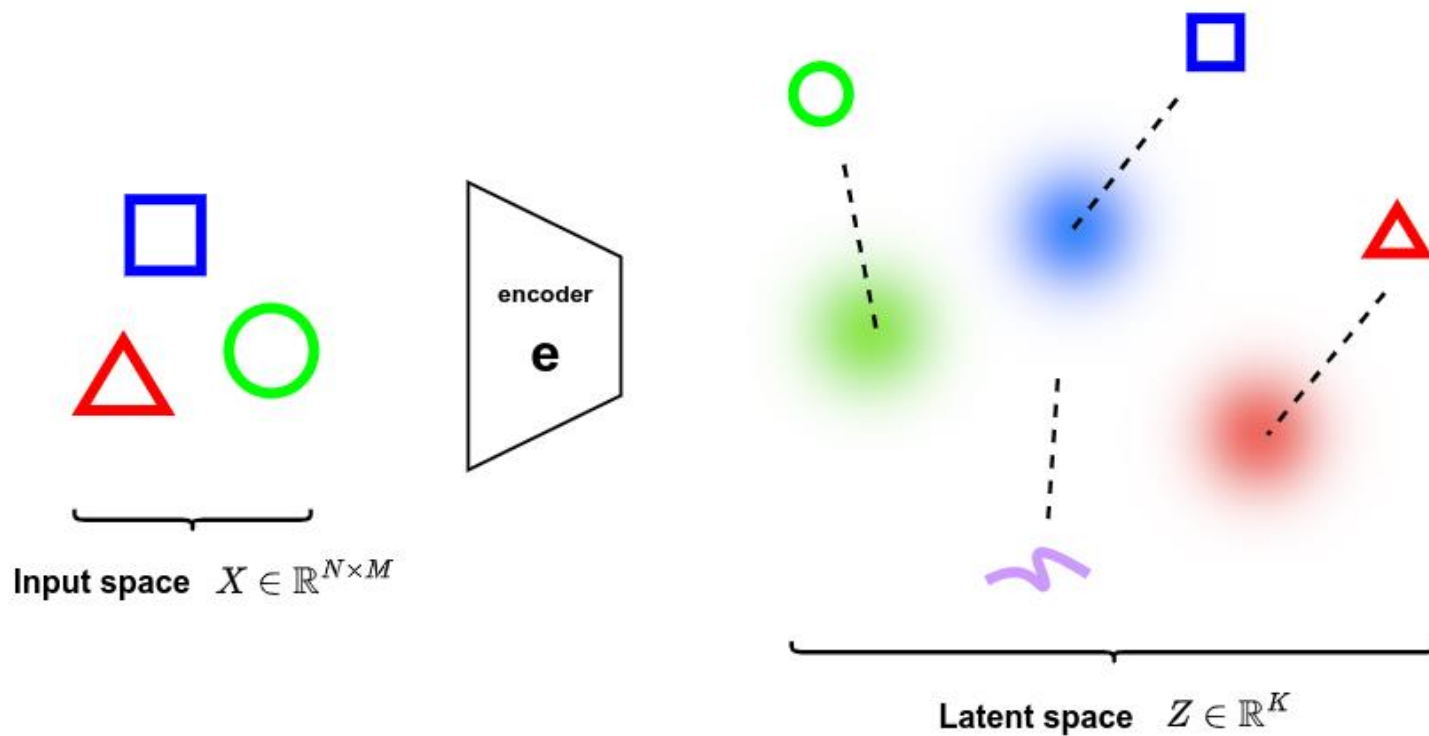 encoder
e
Input space X ∈ ℝ^{N×M}
Latent space Z ∈ ℝ^K